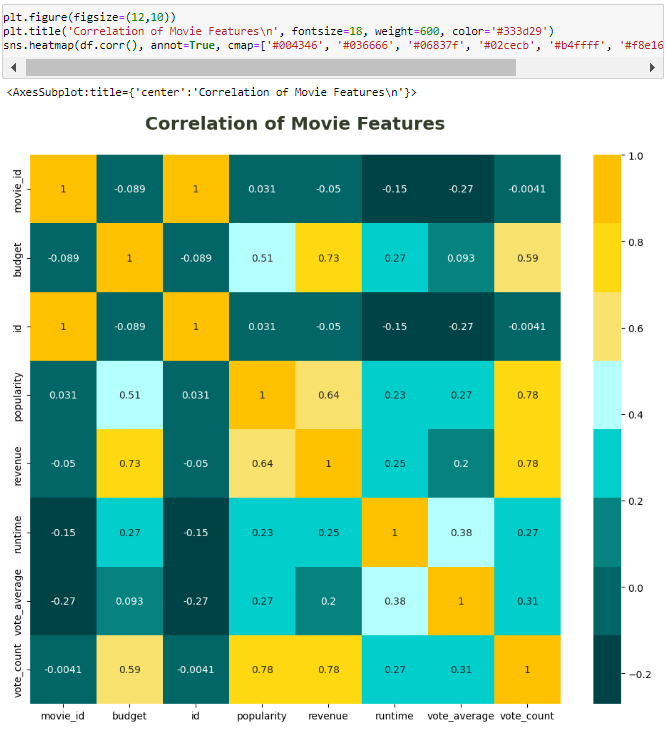 plt.figure(figsize=(12,10))
plt.title('Correlation of Movie Features\n', fontsize=18, weight=600, color='#333d29')
sns.heatmap(df.corr(), annot=True, cmap=['#004346', '#036666', '#06837f', '#02cecb', '#b4ffff', '#f8e16
<AxesSubplot:title={'center':'Correlation of Movie Features\n'}>
Correlation of Movie Features
movie_id 1 -0.089 1 0.031 -0.05 -0.15 -0.27 -0.0041
budget -0.089 1 -0.089 0.51 0.73 0.27 0.093 0.59
id 1 -0.089 1 0.031 -0.05 -0.15 -0.27 -0.0041
popularity 0.031 0.51 0.031 1 0.64 0.23 0.27 0.78
revenue -0.05 0.73 -0.05 0.64 1 0.25 0.2 0.78
runtime -0.15 0.27 -0.15 0.23 0.25 1 0.38 0.27
vote_average -0.27 0.093 -0.27 0.27 0.2 0.38 1 0.31
vote_count -0.0041 0.59 -0.0041 0.78 0.78 0.27 0.31 1
movie_id budget id popularity revenue runtime vote_average vote_count
1.0
0.8
0.6
0.4
0.2
0.0
−0.2